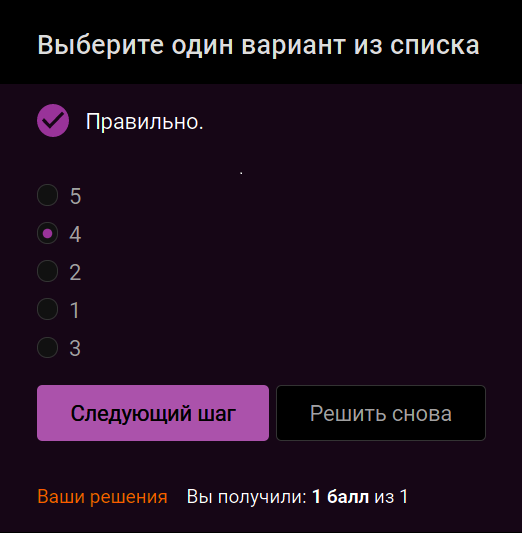 Выберите один вариант из списка
Правильно.
5
4
2
1
3
Следующий шаг Решить снова
Ваши решения Вы получили: 1 балл из 1